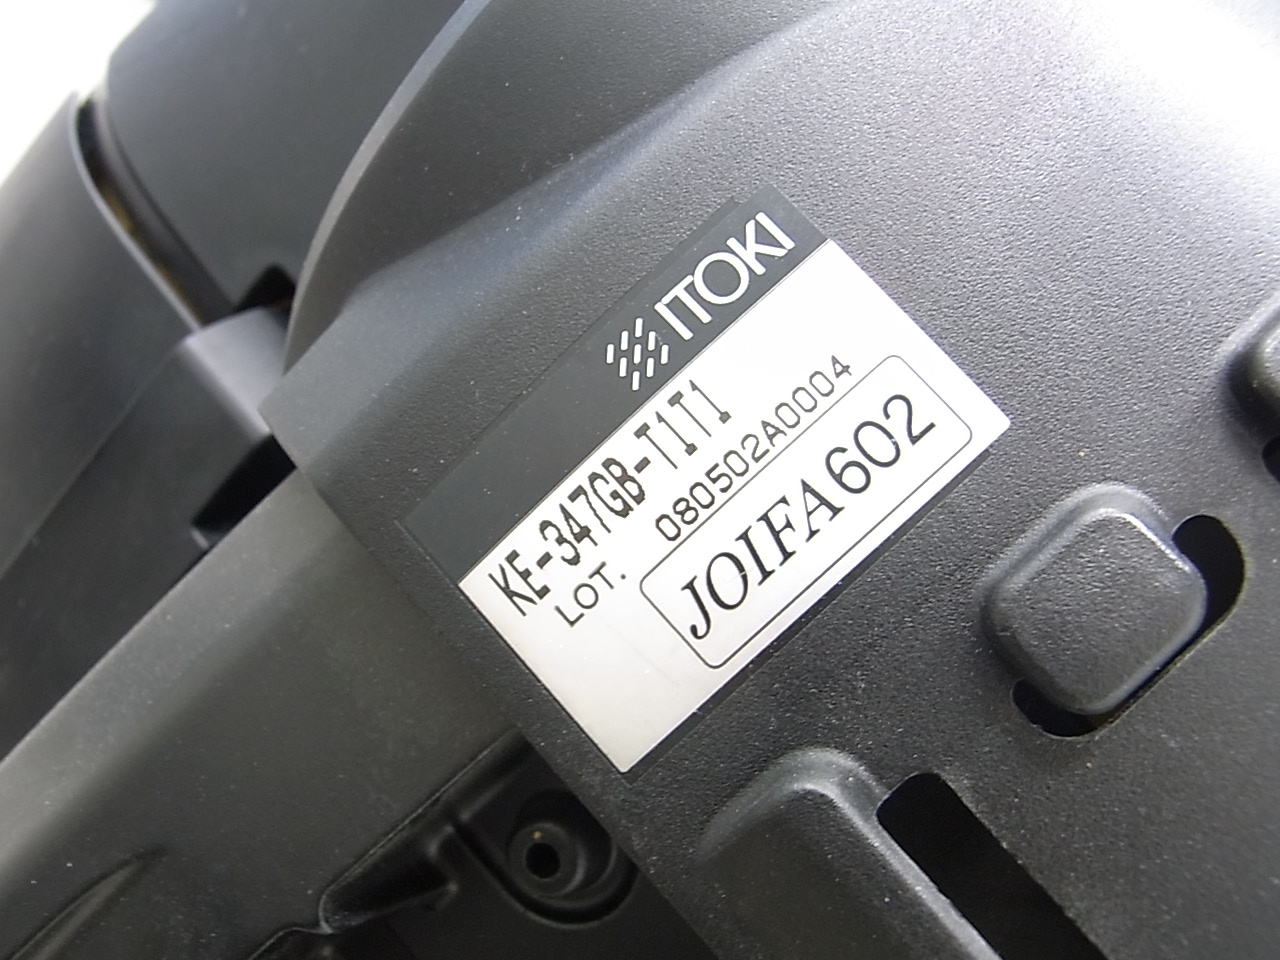 ITOKI
KE-347GB-T1T1
LOT. 080502A0004
JOIFA602